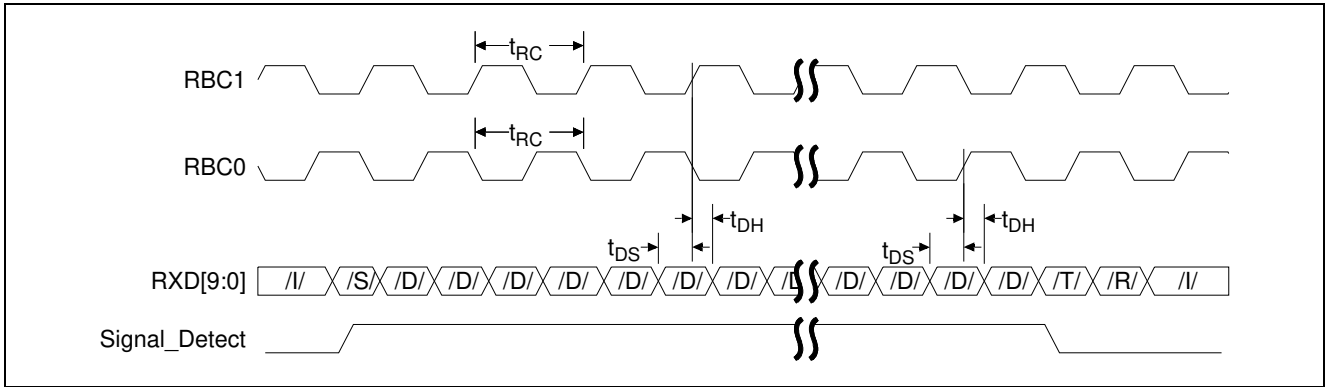 tRC
RBC1
tRC
RBC0
tDH tDH
tDS tDS
RXD[9:0] /I/ /S/ /D/ /D/ /D/ /D/ /D/ /D/ /D/ /D/ /D/ /D/ /D/ /D/ /T/ /R/ /I/
Signal_Detect